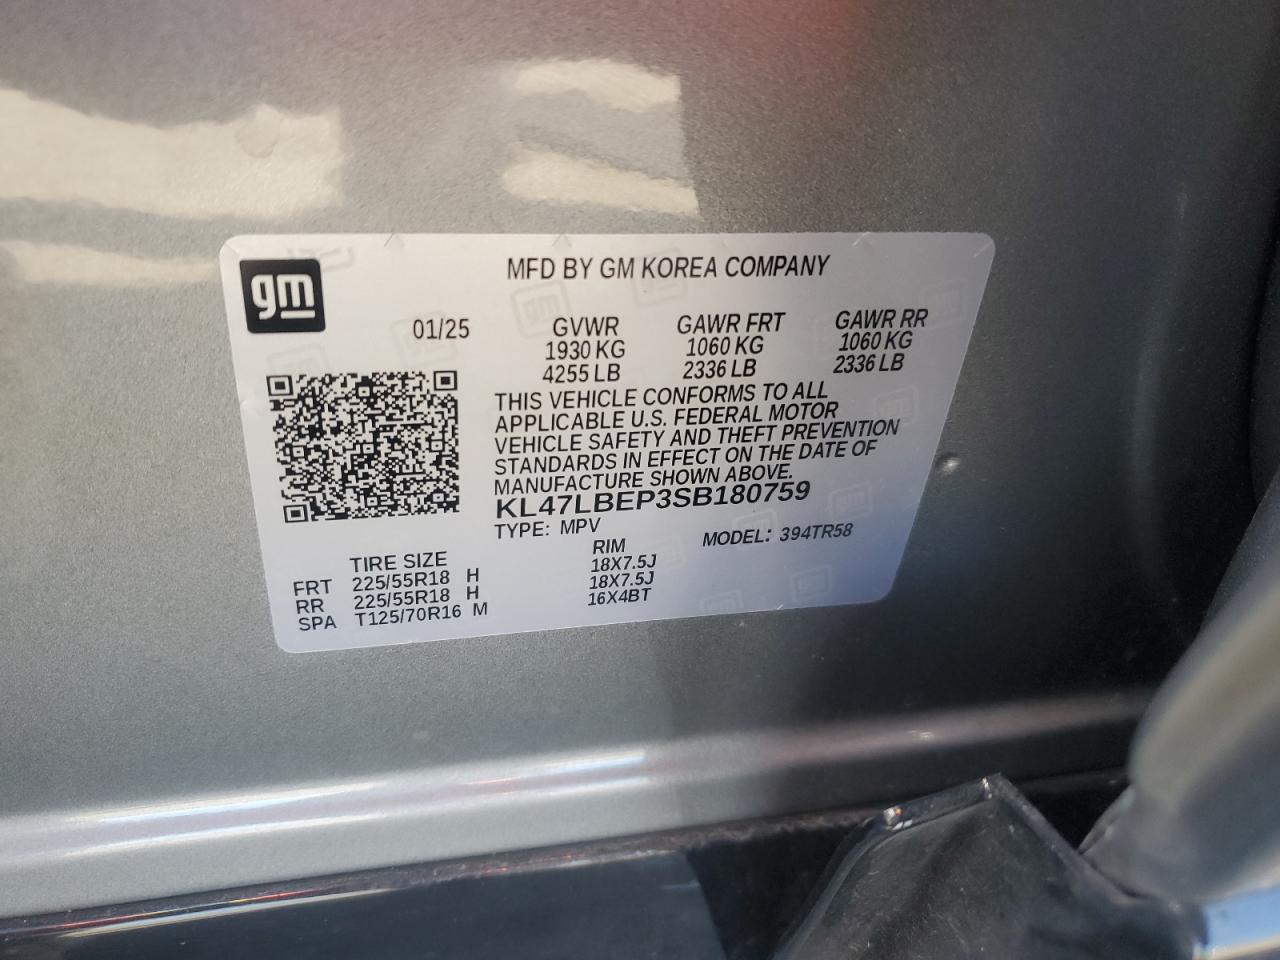 gm
MFD BY GM KOREA COMPANY
01/25
GVWR GAWR FRT GAWR RR
1930 KG 1060 KG 1060 KG
4255 LB 2336 LB 2336 LB
THIS VEHICLE CONFORMS TO ALL
APPLICABLE U.S. FEDERAL MOTOR
VEHICLE SAFETY AND THEFT PREVENTION
STANDARDS IN EFFECT ON THE DATE OF
MANUFACTURE SHOWN ABOVE.
KL47LBEP3SB180759
TYPE: MPV MODEL: 394TR58
TIRE SIZE RIM
FRT 225/55R18 H 18X7.5J
RR 225/55R18 H 18X7.5J
SPA T125/70R16 M 16X4BT